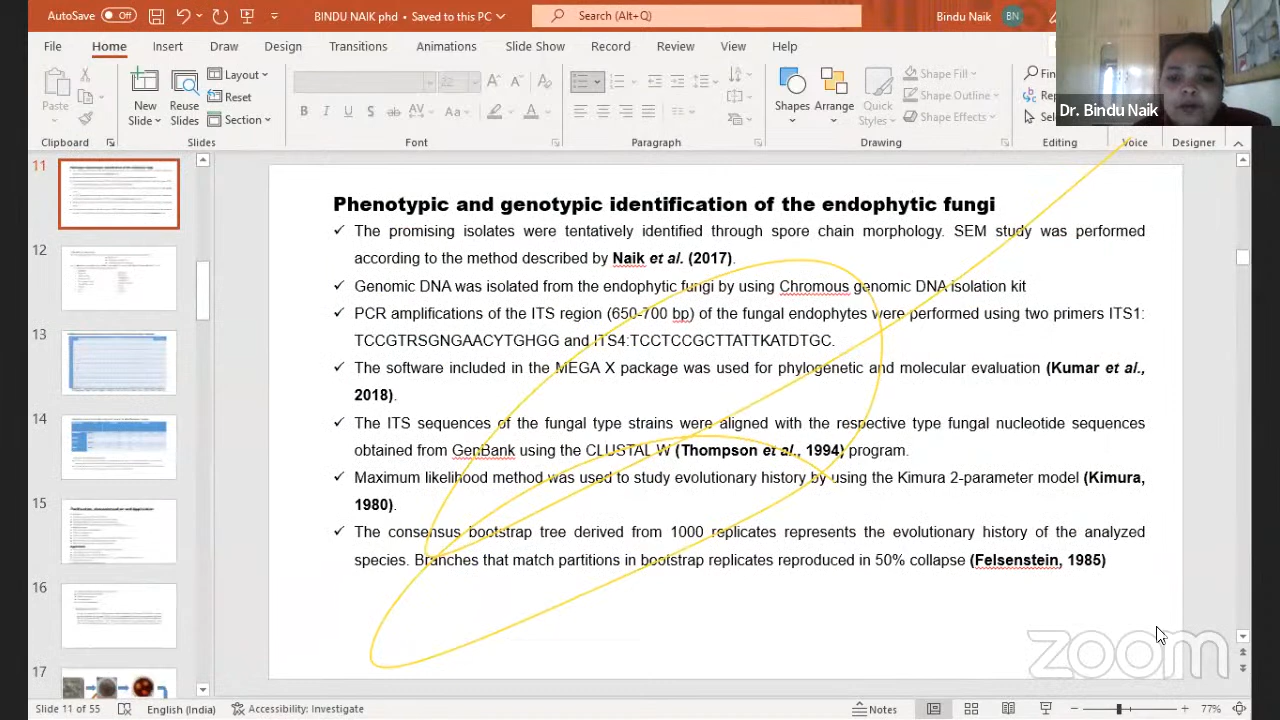 AutoSave Off BINDU NAIK phd • Saved to this PC Search (Alt+Q) Bindu Naik BN
File Home Insert Draw Design Transitions Animations Slide Show Record Review View Help
Paste New Slide Reuse Slides Layout Reset Section Shapes Arrange Quick Styles Shape Fill Shape Outline Shape Effects
Dr. Bindu Naik
Clipboard Slides Font Paragraph Drawing Editing Voice Designer
11
12
13
14
15
16
17
Phenotypic and genotypic identification of the endophytic fungi
✓ The promising isolates were tentatively identified through spore chain morphology. SEM study was performed
according to the method described by Naik et al. (2017).
✓ Genomic DNA was isolated from the endophytic fungi by using Chromous genomic DNA isolation kit
✓ PCR amplifications of the ITS region (650-700 bp) of the fungal endophytes were performed using two primers ITS1:
TCCGTRSGNGAACYTGHGG and ITS4:TCCTCCGCTTATTKATDTGC.
✓ The software included in the MEGA X package was used for phylogenetic and molecular evaluation (Kumar et al.,
2018).
✓ The ITS sequences of the fungal type strains were aligned with the respective type fungal nucleotide sequences
obtained from GanBank using the CLUSTAL W (Thompson et al., 1994) program.
✓ Maximum likelihood mathod was used to study evolutionary history by using the Kimura 2-parameter model (Kimura,
1980).
✓ The consensus bootstrap tree derived from 1000 replicates represents the evolutionary history of the analyzed
species. Branches that match partitions in bootstrap replicates reproduced in 50% collapse (Felsenstein, 1985)
zoom
Slide 11 of 55 English (India) Accessibility: Investigate Notes 77%